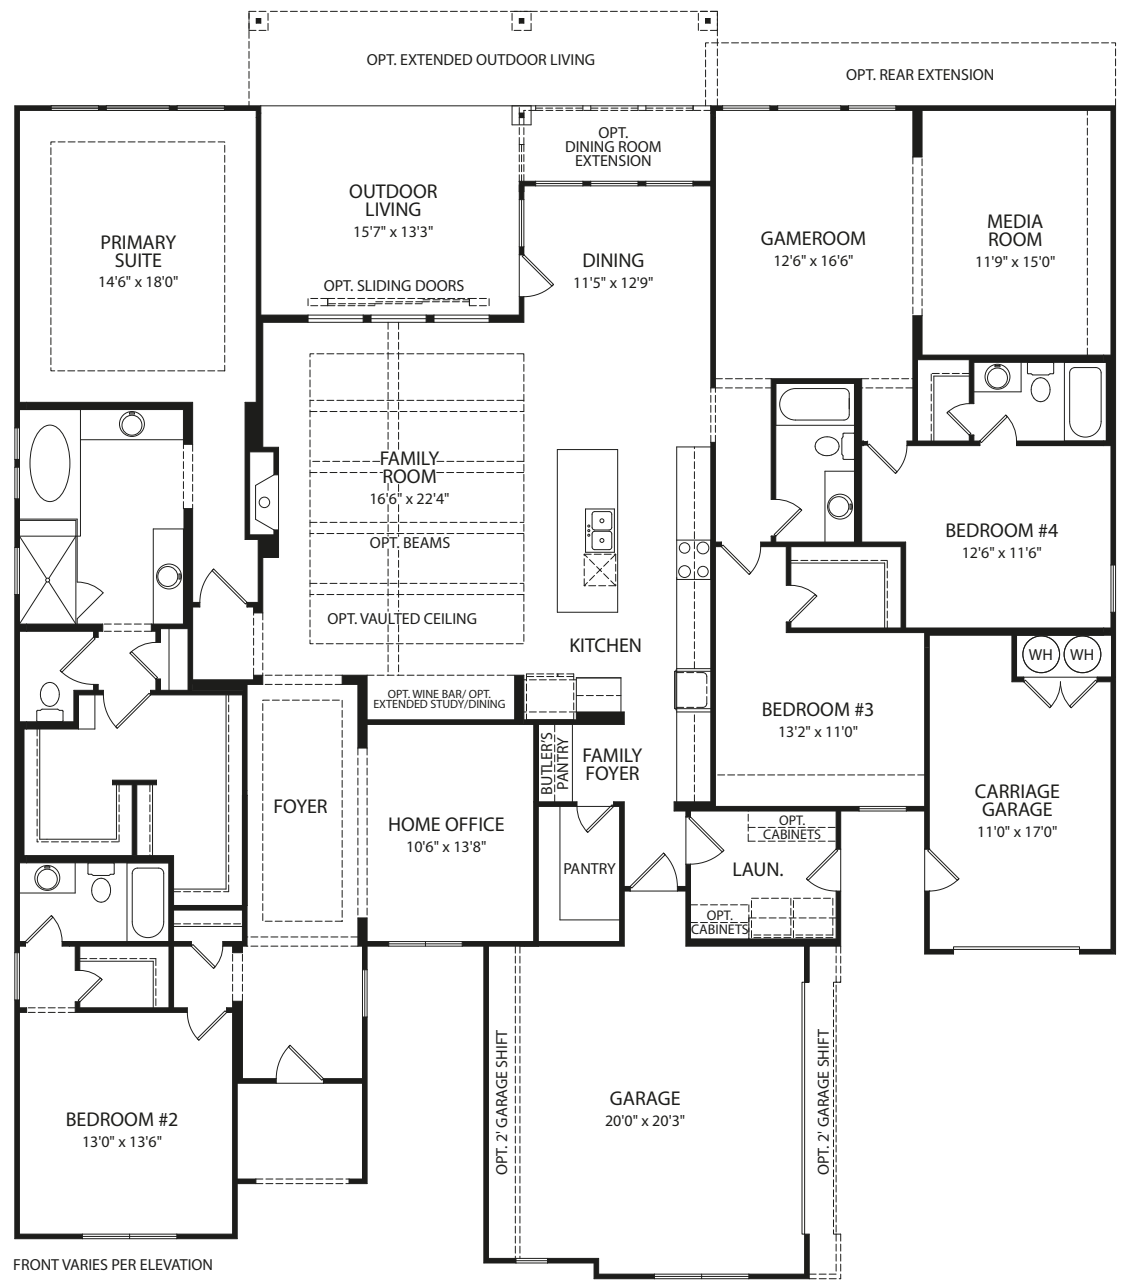 OPT. EXTENDED OUTDOOR LIVING
OPT. REAR EXTENSION
OPT.
DINING ROOM
EXTENSION
OUTDOOR
LIVING
15'7" x 13'3"
OPT. SLIDING DOORS
PRIMARY
SUITE
14'6" x 18'0"
DINING
11'5" x 12'9"
GAMEROOM
12'6" x 16'6"
MEDIA
ROOM
11'9" x 15'0"
FAMILY
ROOM
16'6" x 22'4"
OPT. BEAMS
OPT. VAULTED CEILING
KITCHEN
BEDROOM #4
12'6" x 11'6"
WH
WH
OPT. WINE BAR/ OPT.
EXTENDED STUDY/DINING
BEDROOM #3
13'2" x 11'0"
BUTLER'S
PANTRY
FAMILY
FOYER
FOYER
HOME OFFICE
10'6" x 13'8"
CARRIAGE
GARAGE
11'0" x 17'0"
OPT.
CABINETS
PANTRY
LAUN.
OPT.
CABINETS
BEDROOM #2
13'0" x 13'6"
OPT. 2' GARAGE SHIFT
GARAGE
20'0" x 20'3"
OPT. 2' GARAGE SHIFT
FRONT VARIES PER ELEVATION